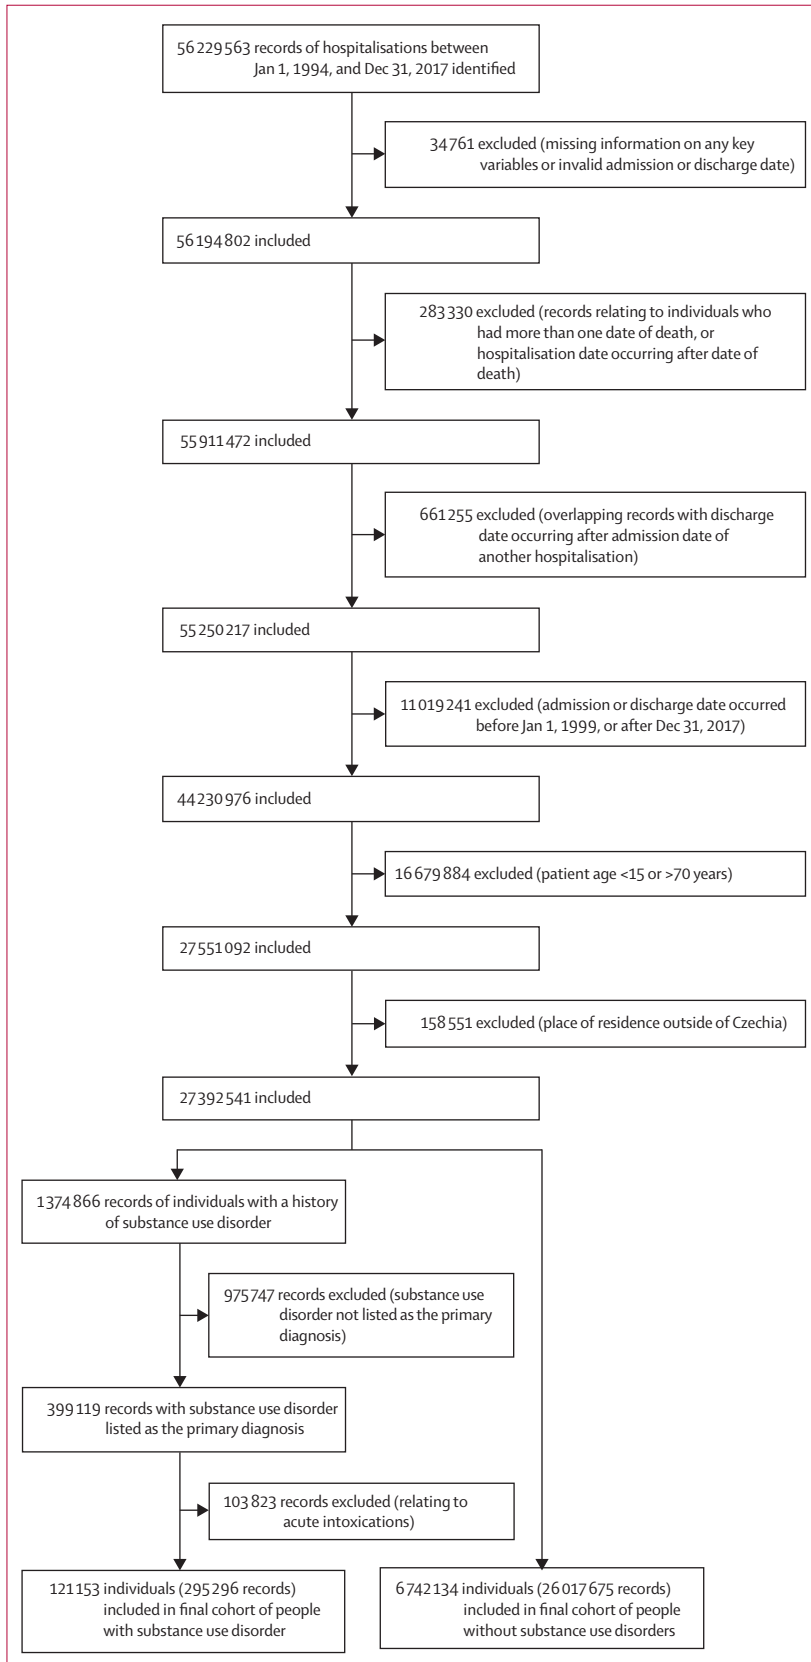 56 229 563 records of hospitalisations between
Jan 1, 1994, and Dec 31, 2017 identified
34 761 excluded (missing information on any key
variables or invalid admission or discharge date)
56 194 802 included
283 330 excluded (records relating to individuals who
had more than one date of death, or
hospitalisation date occurring after date of
death)
55 911 472 included
661 255 excluded (overlapping records with discharge
date occurring after admission date of
another hospitalisation)
55 250 217 included
11 019 241 excluded (admission or discharge date occurred
before Jan 1, 1999, or after Dec 31, 2017)
44 230 976 included
16 679 884 excluded (patient age <15 or >70 years)
27 551 092 included
158 551 excluded (place of residence outside of Czechia)
27 392 541 included
1 374 866 records of individuals with a history
of substance use disorder
975 747 records excluded (substance use
disorder not listed as the primary
diagnosis)
399 119 records with substance use disorder
listed as the primary diagnosis
103 823 records excluded (relating to
acute intoxications)
121 153 individuals (295 296 records)
included in final cohort of people
with substance use disorder
6 742 134 individuals (26 017 675 records)
included in final cohort of people
without substance use disorders